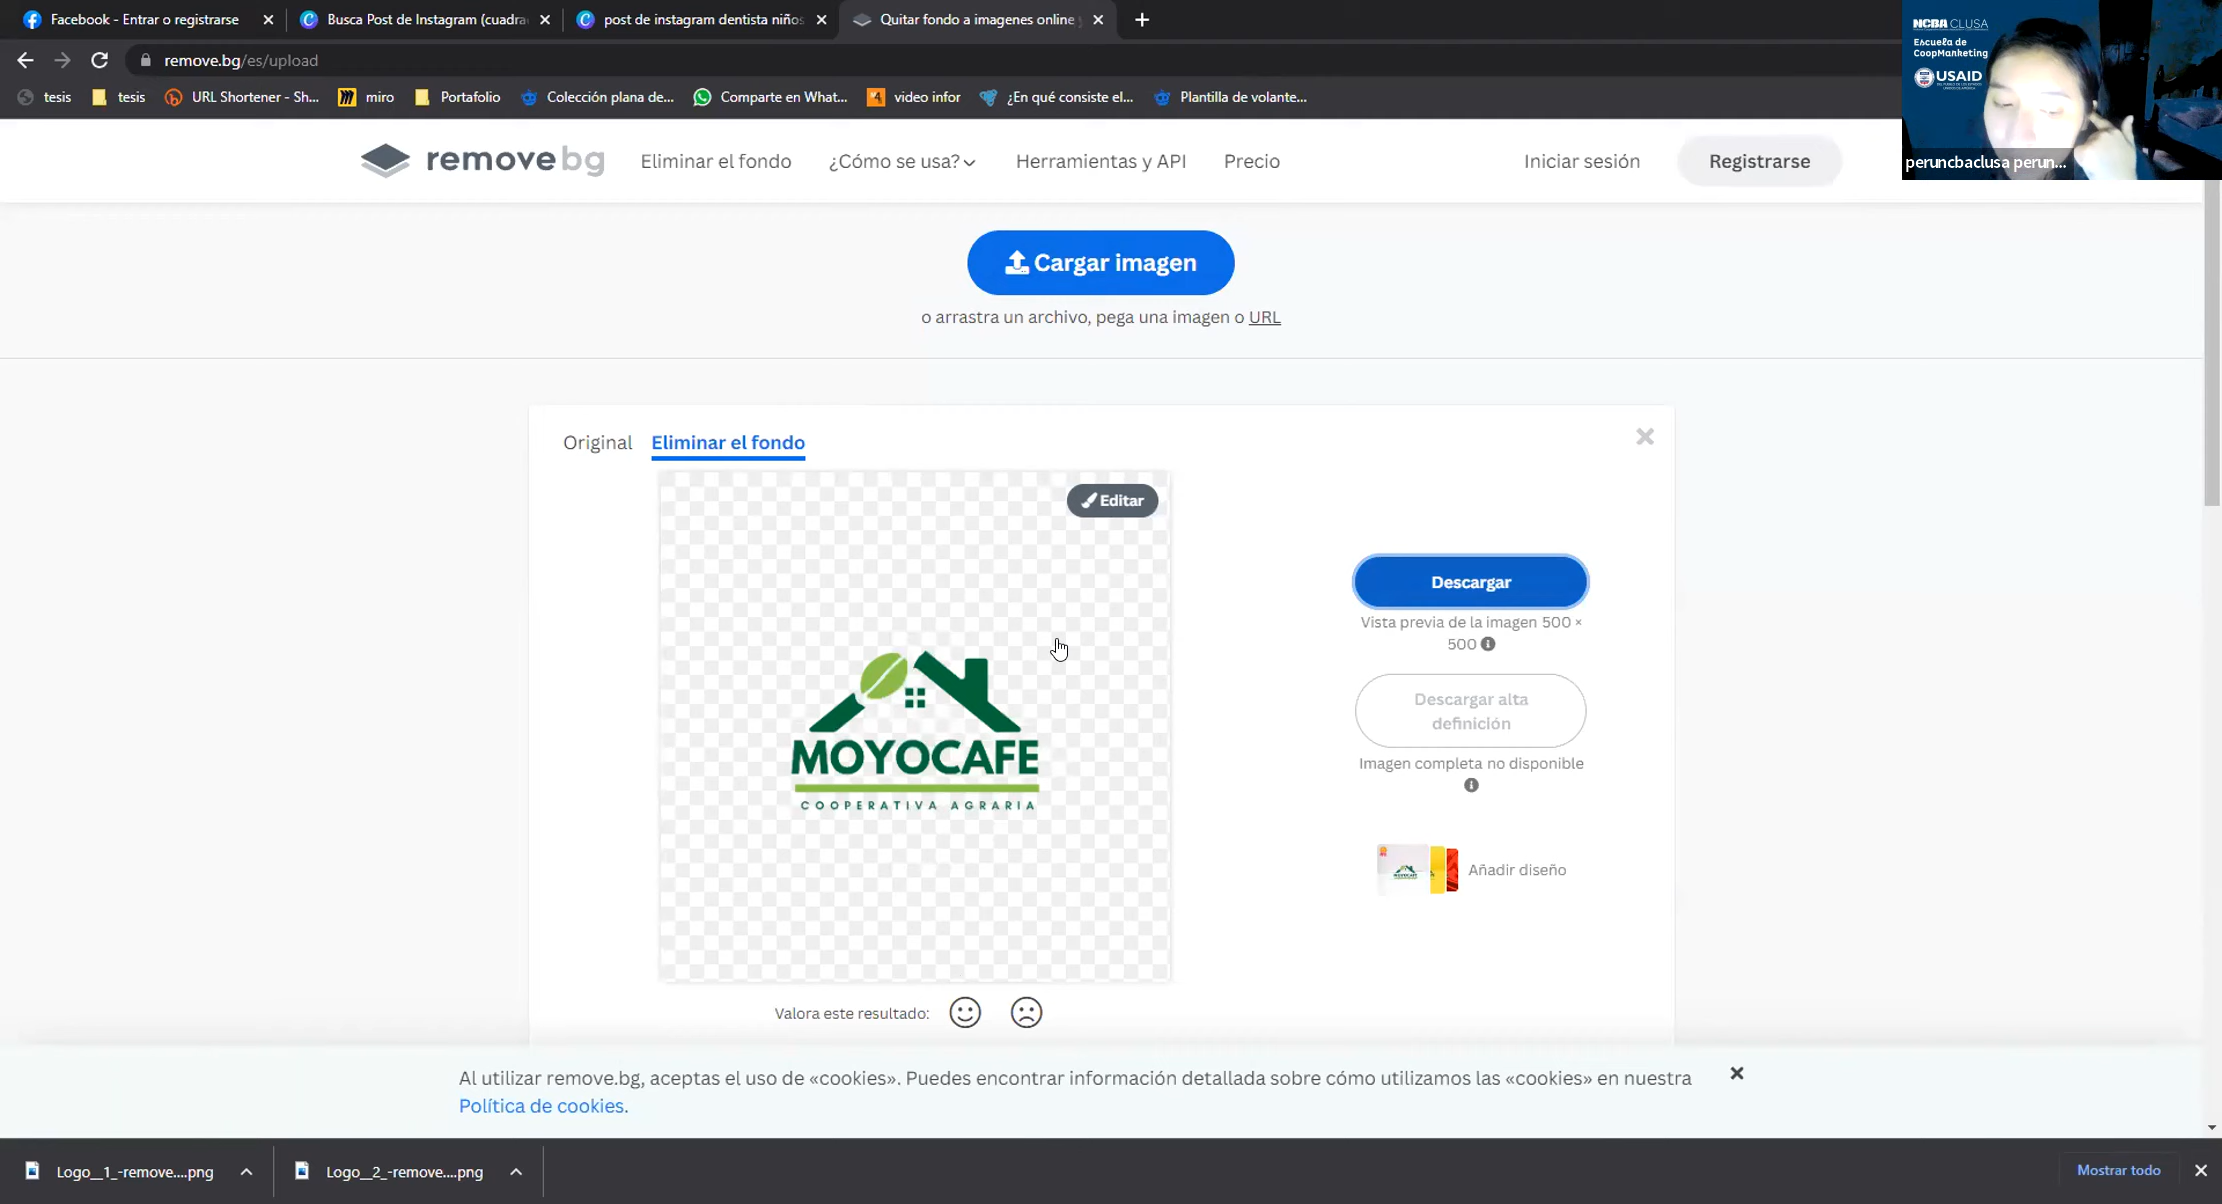 Facebook - Entrar o registrarse
Busca Post de Instagram (cuadra
post de instagram dentista niños
Quitar fondo a imagenes online y
remove.bg/es/upload
tesis
tesis
URL Shortener - Sh...
miro
Portafolio
Colección plana de...
Comparte en What...
video infor
¿En qué consiste el...
Plantilla de volante...
NCBA CLUSA
Escuela de
CoopManketing
USAID
peruncbaclusa perun...
removebg
Eliminar el fondo
¿Cómo se usa?
Herramientas y API
Precio
Iniciar sesión
Registrarse
Cargar imagen
o arrastra un archivo, pega una imagen o URL
Original
Eliminar el fondo
Editar
MOYOCAFE
COOPERATIVA AGRARIA
Descargar
Vista previa de la imagen 500 ×
500
Descargar alta
definición
Imagen completa no disponible
Añadir diseño
Valora este resultado:
Al utilizar remove.bg, aceptas el uso de «cookies». Puedes encontrar información detallada sobre cómo utilizamos las «cookies» en nuestra
Política de cookies.
Logo__1_-remove....png
Logo__2_-remove....png
Mostrar todo